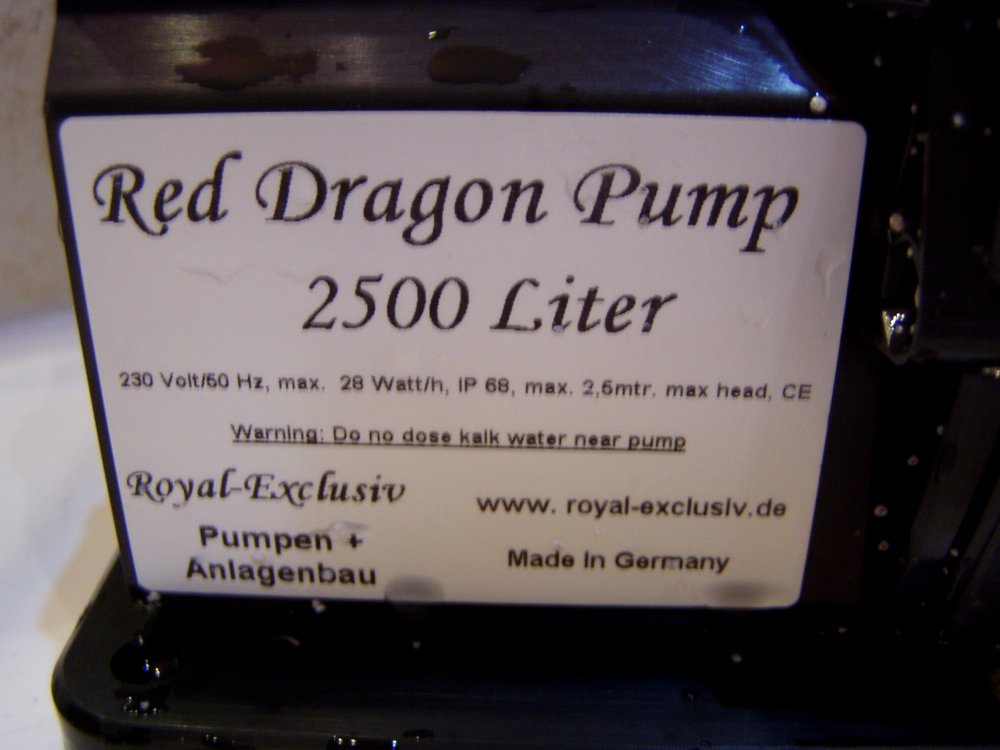 Red Dragon Pump
2500 Liter
230 Volt/50 Hz, max. 28 Watt/h, IP 68, max. 2,5mtr. max head, CE
Warning: Do no dose kalk water near pump
Royal-Exclusiv
www. royal-exclusiv.de
Pumpen +
Anlagenbau
Made in Germany